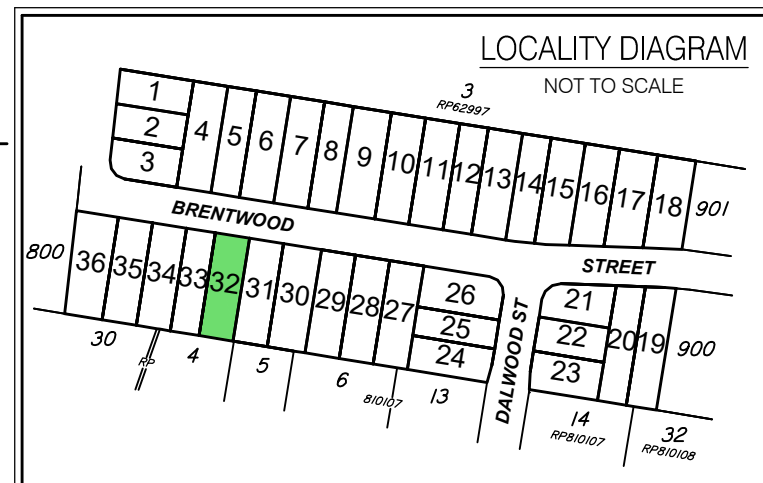 LOCALITY DIAGRAM
NOT TO SCALE
3
RP62997
1
2
3
4 5 6 7 8 9 10 11 12 13 14 15 16 17 18 901
BRENTWOOD
STREET
800 36 35 34 33 32 31 30 29 28 27
26
25
24
DALWOOD ST
21
22
23
20 19 900
30
RP
4
5
6
810107
13
14
RP810107
32
RP810108